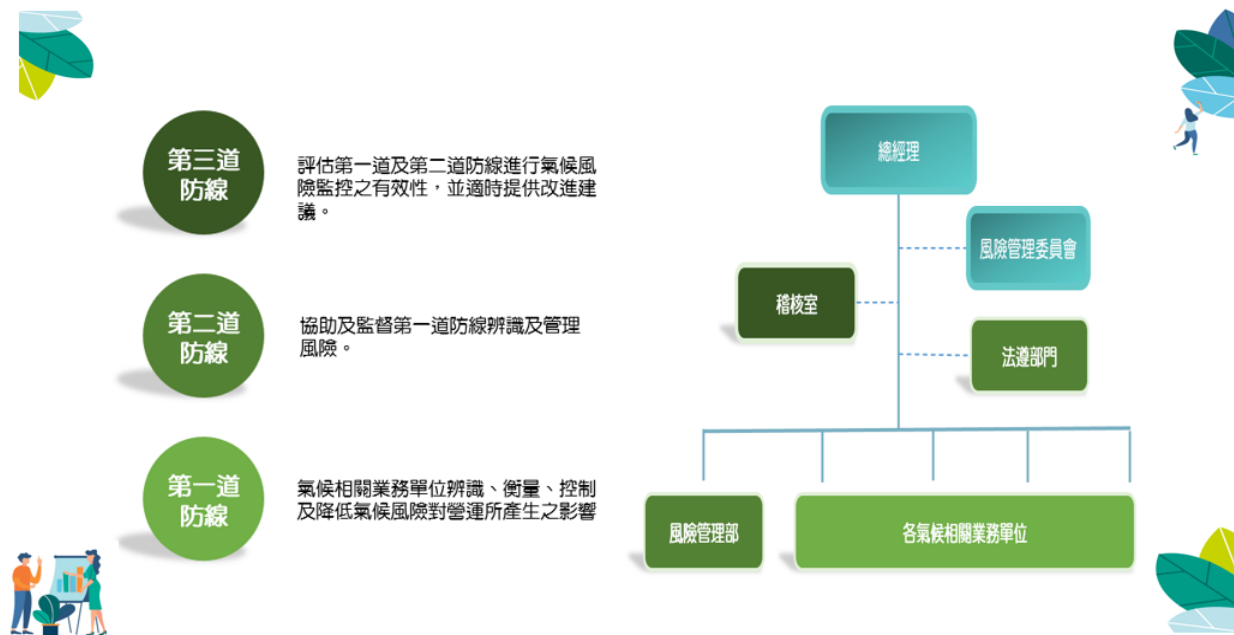 第三道
防線
評估第一道及第二道防線進行氣候風
險監控之有效性，並適時提供改進建
議。
第二道
防線
協助及監督第一道防線辨識及管理
風險。
第一道
防線
氣候相關業務單位辨識、衡量、控制
及降低氣候風險對營運所產生之影響
總經理
風險管理委員會
稽核室
法遵部門
風險管理部
各氣候相關業務單位